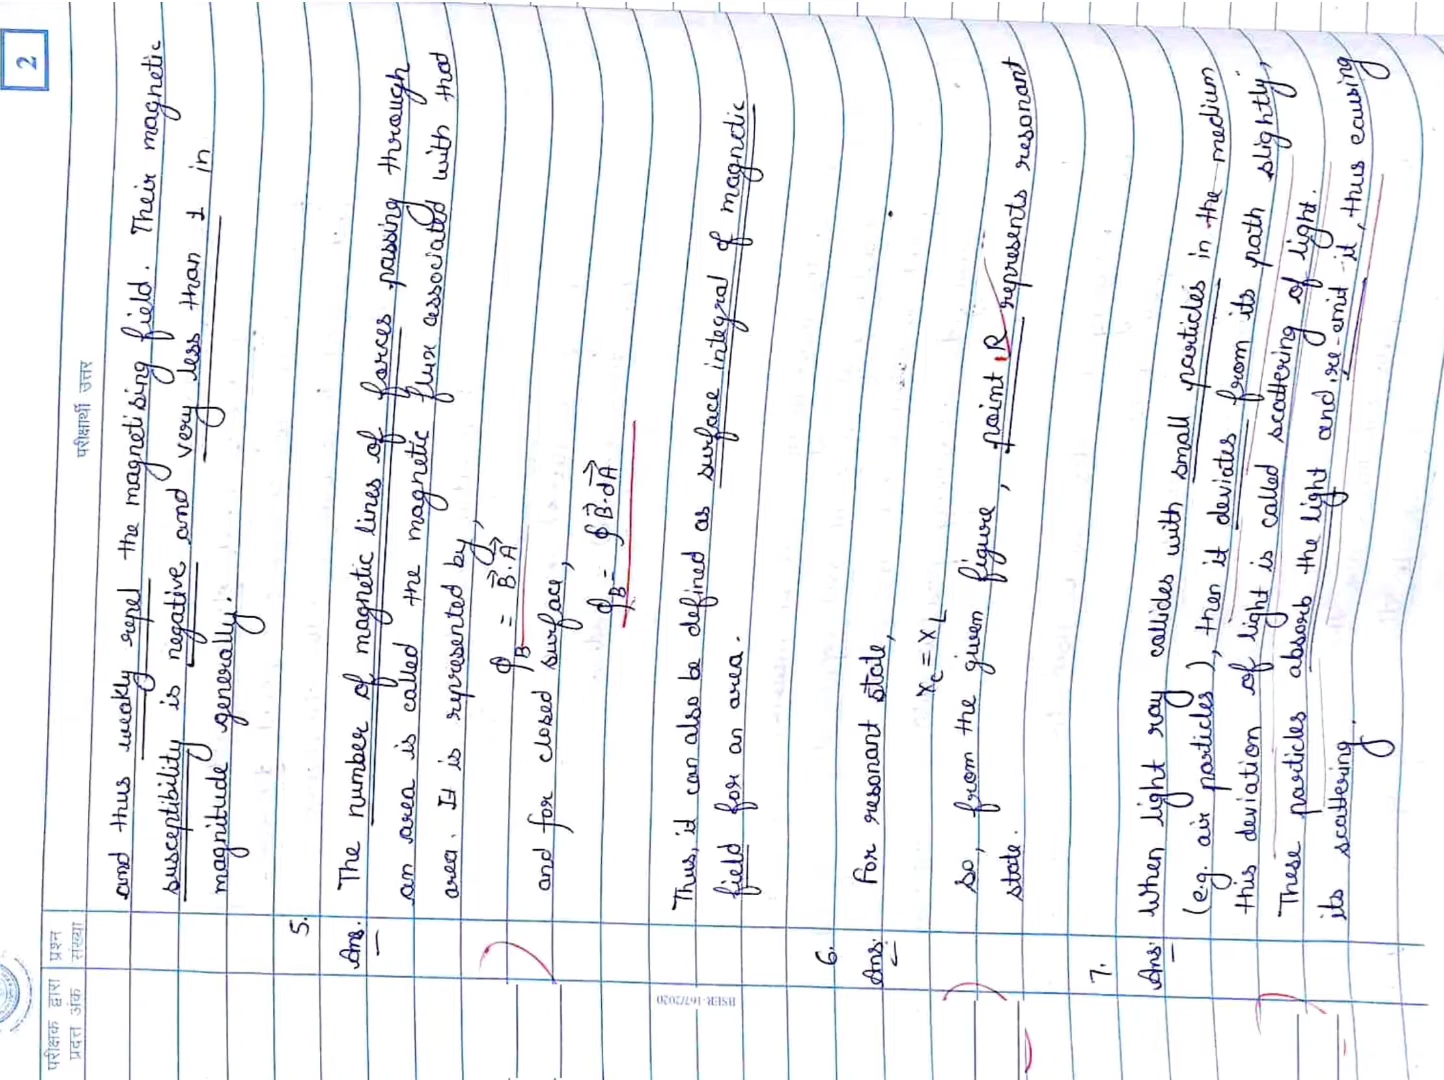 2
परीक्षक द्वारा प्रदत्त अंक
प्रश्न संख्या
परीक्षार्थी उत्तर
and thus weakly repel the magnetising field. Their magnetic
susceptibility is negative and very less than 1 in
magnitude generally.
5.
Ans. The number of magnetic lines of forces passing through
an area is called the magnetic flux associated with that
area. It is represented by,
ϕB = B⃗.A⃗
and for closed surface,
ϕB = ∮B⃗.dA⃗
Thus, it can also be defined as surface integral of magnetic
field for an area.
6.
Ans. For resonant state,
Xc = XL
so, from the given figure, point R represents resonant
state.
7.
Ans. When light ray collides with small particles in the medium
(e.g. air particles), then it deviates from its path slightly,
this deviation of light is called scattering of light.
These particles absorb the light and re-emit it, thus causing
its scattering.
BSER-167/2020